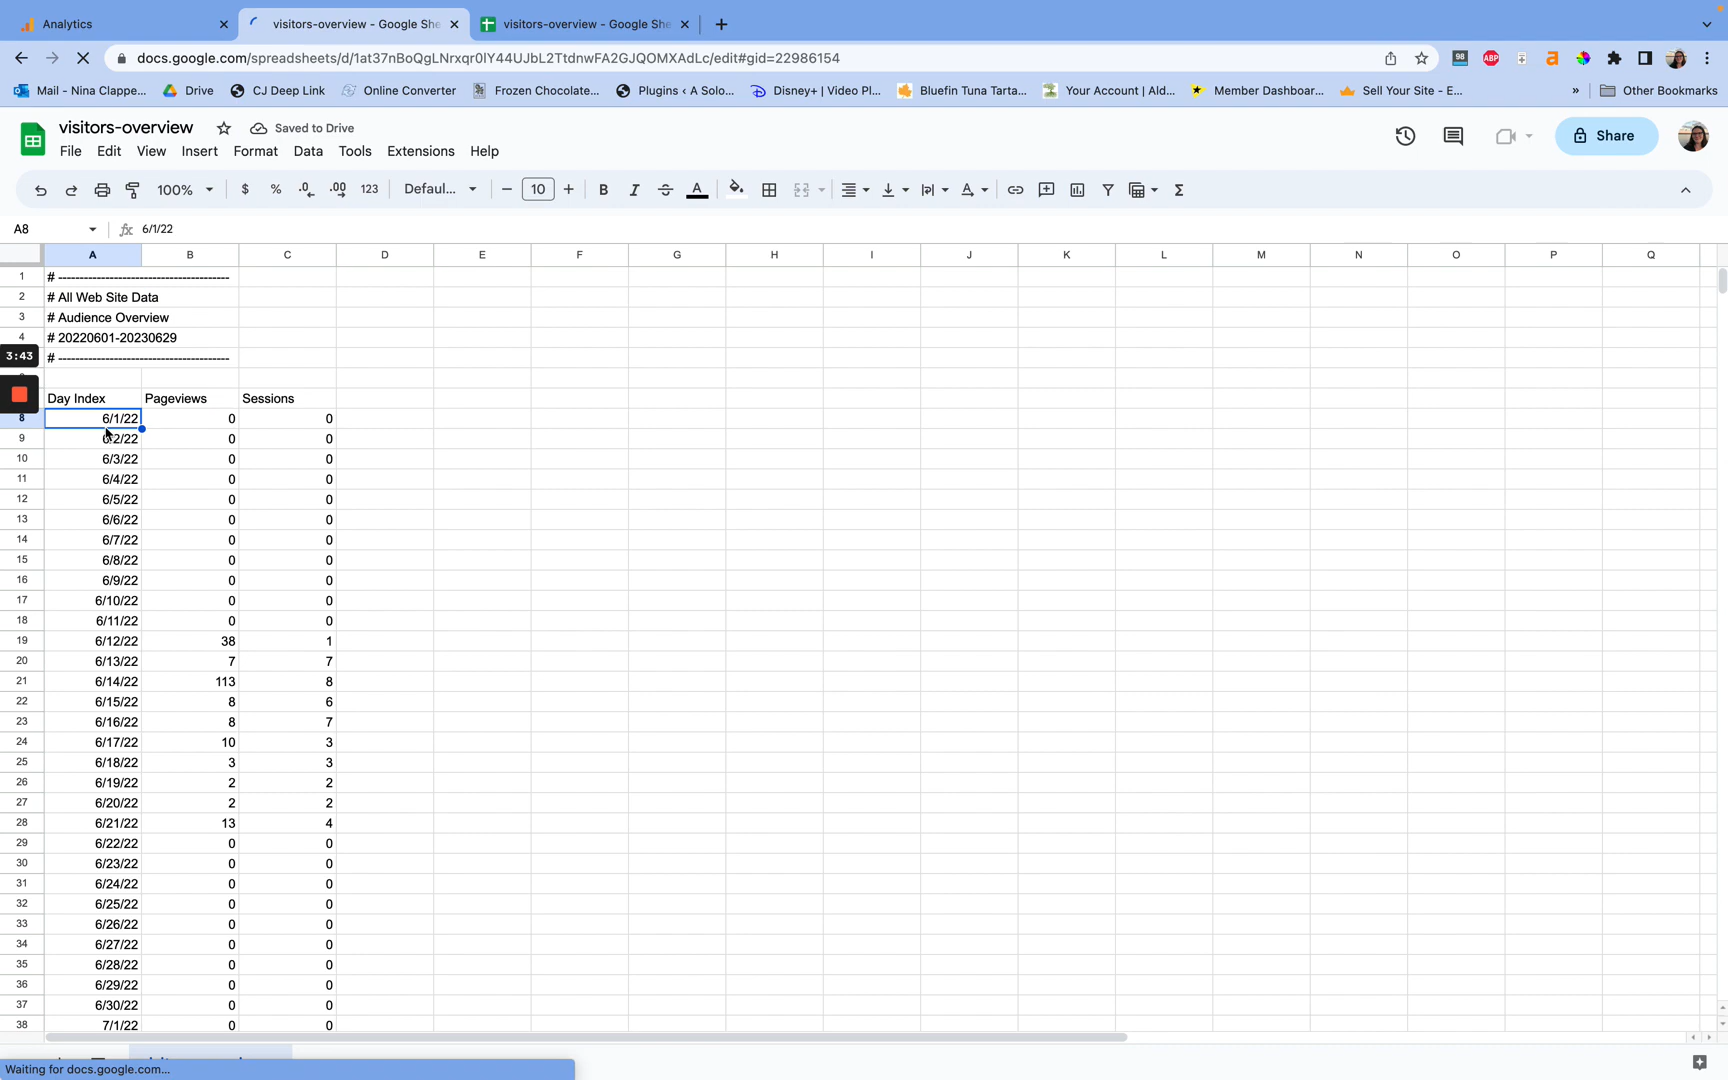 Analytics
visitors-overview - Google She
visitors-overview - Google She
docs.google.com/spreadsheets/d/1at37nBoQgLNrxqr0lY44UJbL2TtdnwFA2GJQOMXAdLc/edit#gid=22986154
98
ABP
Mail - Nina Clappe...
Drive
CJ Deep Link
Online Converter
Frozen Chocolate...
Plugins ‹ A Solo...
Disney+ | Video Pl...
Bluefin Tuna Tarta...
Your Account | Ald...
Member Dashboar...
Sell Your Site - E...
»
Other Bookmarks
visitors-overview
Saved to Drive
Share
File Edit View Insert Format Data Tools Extensions Help
100% $ % .0 .00 123 Defaul... − 10 + B I S A Σ
A8 fx 6/1/22
A B C D E F G H I J K L M N O P Q
1 # ------------------------------------------
2 # All Web Site Data
3 # Audience Overview
4 # 20220601-20230629
3:43
# ------------------------------------------
Day Index Pageviews Sessions
8 6/1/22 0 0
9 6/2/22 0 0
10 6/3/22 0 0
11 6/4/22 0 0
12 6/5/22 0 0
13 6/6/22 0 0
14 6/7/22 0 0
15 6/8/22 0 0
16 6/9/22 0 0
17 6/10/22 0 0
18 6/11/22 0 0
19 6/12/22 38 1
20 6/13/22 7 7
21 6/14/22 113 8
22 6/15/22 8 6
23 6/16/22 8 7
24 6/17/22 10 3
25 6/18/22 3 3
26 6/19/22 2 2
27 6/20/22 2 2
28 6/21/22 13 4
29 6/22/22 0 0
30 6/23/22 0 0
31 6/24/22 0 0
32 6/25/22 0 0
33 6/26/22 0 0
34 6/27/22 0 0
35 6/28/22 0 0
36 6/29/22 0 0
37 6/30/22 0 0
38 7/1/22 0 0
Waiting for docs.google.com...